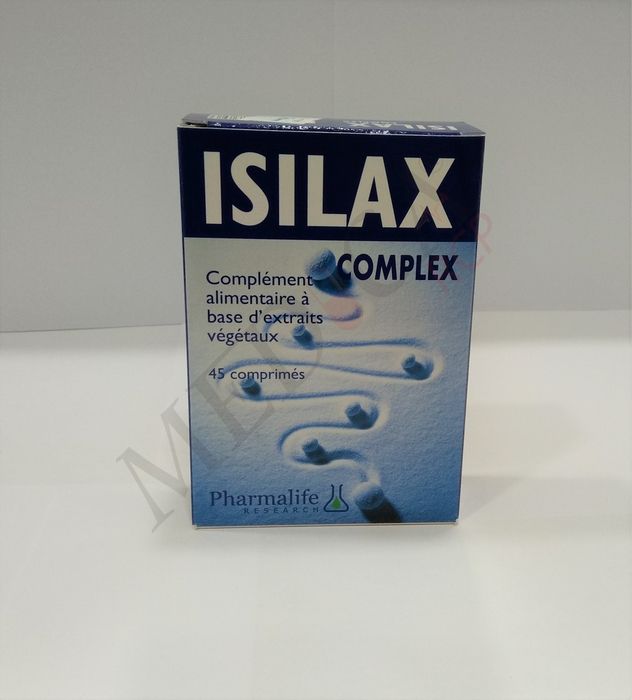 ISILAX
COMPLEX
Complément
alimentaire à
base d'extraits
végétaux
45 comprimés
Pharmalife
RESEARCH